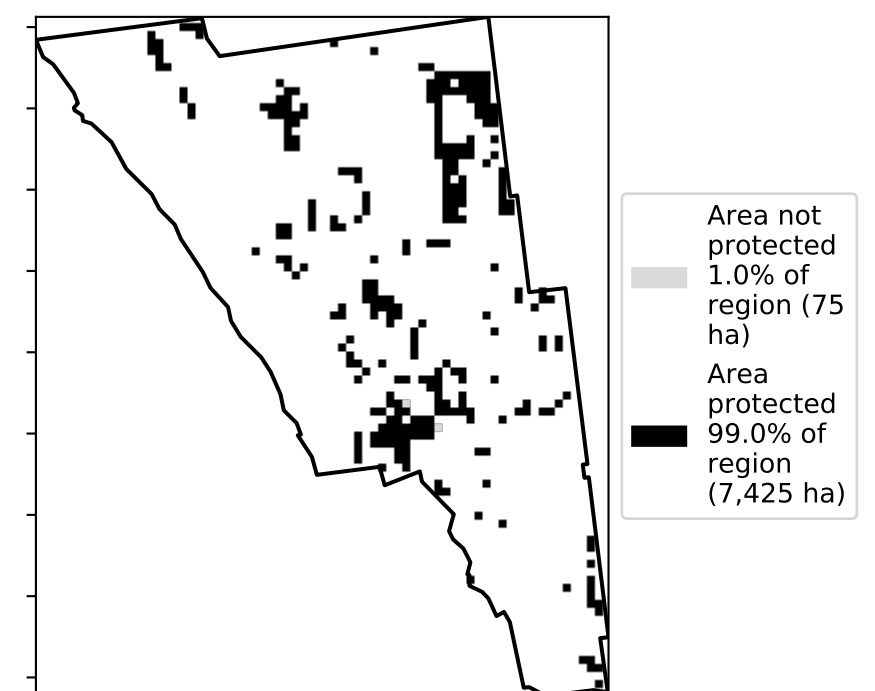 Area not
protected
1.0% of
region (75
ha)
Area
protected
99.0% of
region
(7,425 ha)